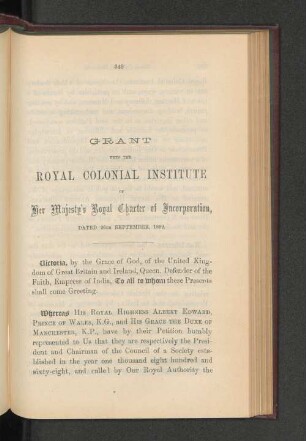 GRANT
UNTO THE
ROYAL COLONIAL INSTITUTE
OF
Her Majesty's Royal Charter of Incorporation,
DATED 26TH SEPTEMBER, 1882.
Victoria, by the Grace of God, of the United King-
dom of Great Britain and Ireland, Queen. Defender of the
Faith, Empress of India, To all to whom these Presents
shall come Greeting.
Whereas HIS ROYAL HIGHNESS ALBERT EDWARD,
PRINCE OF WALES, K.G., and HIS GRACE THE DUKE OF
MANCHESTER, K.P., have by their Petition humbly
represented to Us that they are respectively the Presi-
dent and Chairman of the Council of a Society estab-
lished in the year one thousand eight hundred and
sixty-eight, and called by Our Royal Authority the